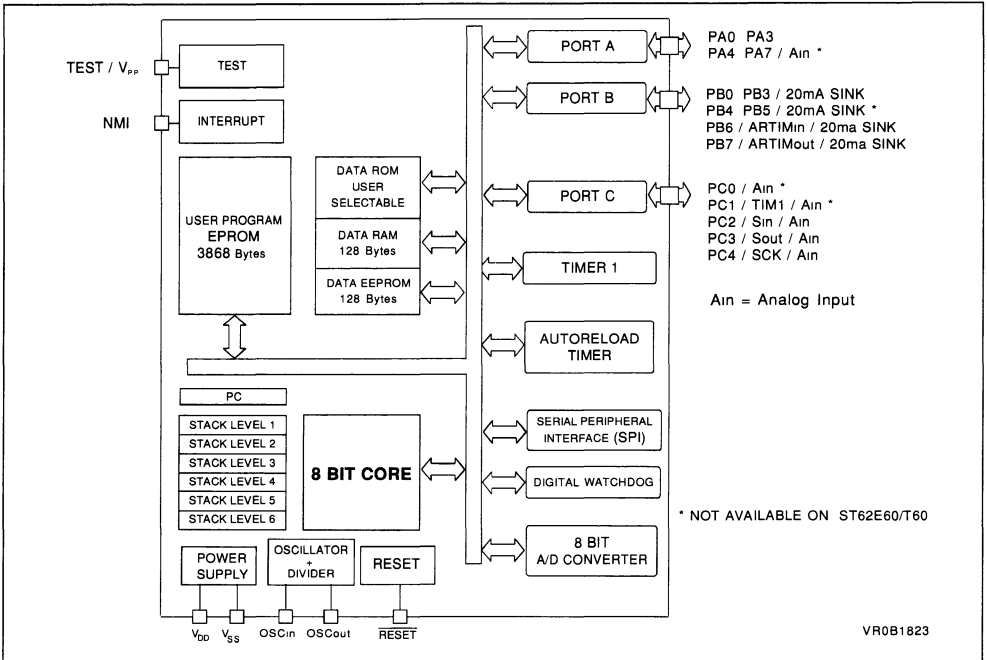 TEST / VPP
TEST
NMI
INTERRUPT
USER PROGRAM
EPROM
3868 Bytes
DATA ROM
USER
SELECTABLE
DATA RAM
128 Bytes
DATA EEPROM
128 Bytes
PC
STACK LEVEL 1
STACK LEVEL 2
STACK LEVEL 3
STACK LEVEL 4
STACK LEVEL 5
STACK LEVEL 6
8 BIT CORE
POWER
SUPPLY
OSCILLATOR
+
DIVIDER
RESET
VDD
VSS
OSCin
OSCout
RESET
PORT A
PORT B
PORT C
TIMER 1
AUTORELOAD
TIMER
SERIAL PERIPHERAL
INTERFACE (SPI)
DIGITAL WATCHDOG
8 BIT
A/D CONVERTER
PA0 PA3
PA4 PA7 / Ain *
PB0 PB3 / 20mA SINK
PB4 PB5 / 20mA SINK *
PB6 / ARTIMin / 20ma SINK
PB7 / ARTIMout / 20ma SINK
PC0 / Ain *
PC1 / TIM1 / Ain *
PC2 / Sin / Ain
PC3 / Sout / Ain
PC4 / SCK / Ain
Ain = Analog Input
* NOT AVAILABLE ON ST62E60/T60
VR0B1823